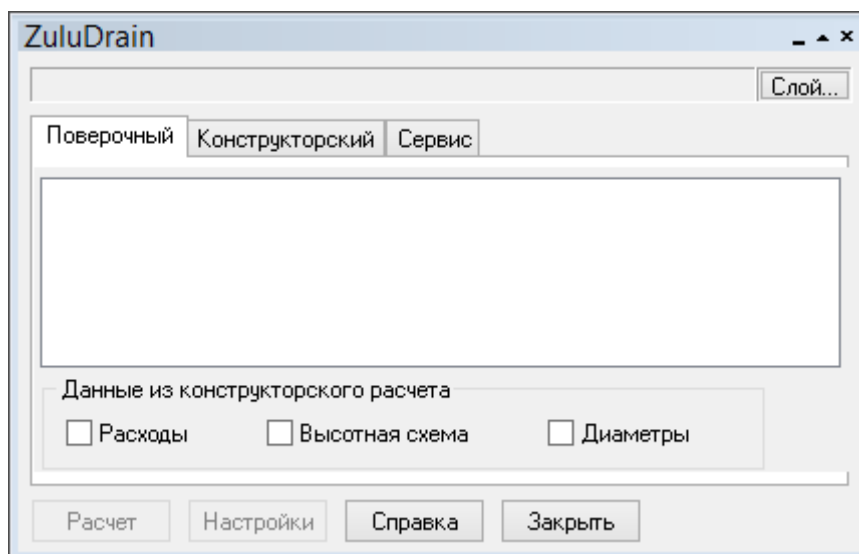 ZuluDrain
Слой...
Поверочный Конструкторский Сервис
Данные из конструкторского расчета
Расходы Высотная схема Диаметры
Расчет Настройки Справка Закрыть